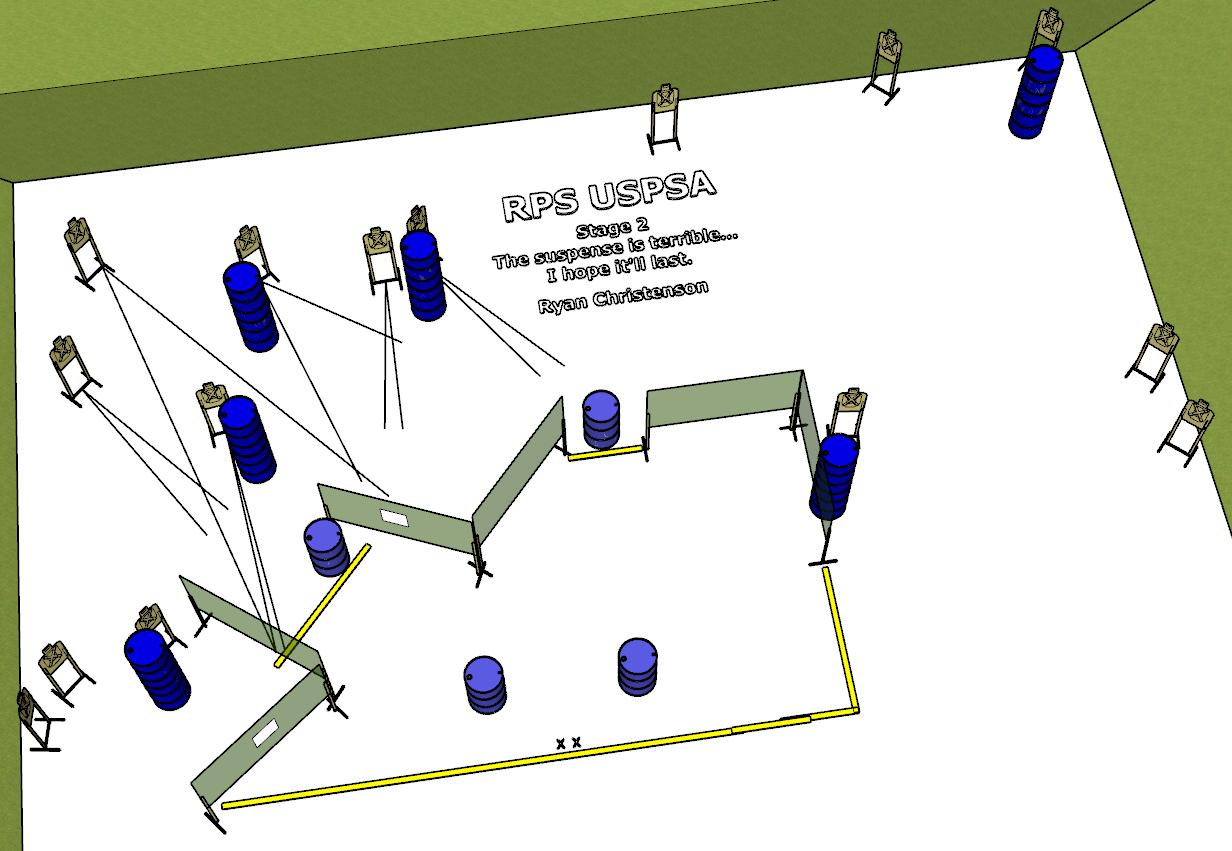 RPS USPSA
Stage 2
The suspense is terrible...
I hope it'll last.
Ryan Christenson
X X